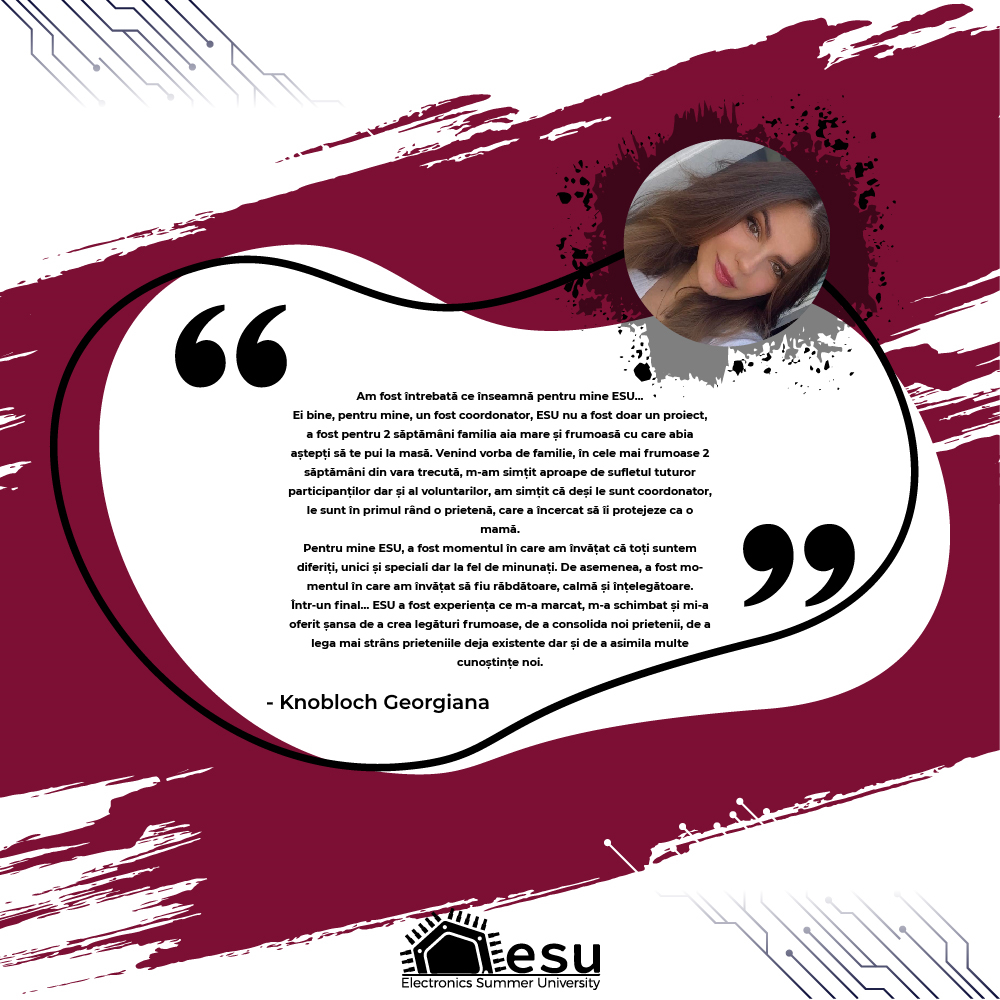 Am fost întrebată ce înseamnă pentru mine ESU...
Ei bine, pentru mine, un fost coordonator, ESU nu a fost doar un proiect,
a fost pentru 2 săptămâni familia aia mare și frumoasă cu care abia
aștepți să te pui la masă. Venind vorba de familie, în cele mai frumoase 2
săptămâni din vara trecută, m-am simțit aproape de sufletul tuturor
participanților dar și al voluntarilor, am simțit că deși le sunt coordonator,
le sunt în primul rând o prietenă, care a încercat să îi protejeze ca o
mamă.
Pentru mine ESU, a fost momentul în care am învățat că toți suntem
diferiți, unici și speciali dar la fel de minunați. De asemenea, a fost mo-
mentul în care am învățat să fiu răbdătoare, calmă și înțelegătoare.
Într-un final... ESU a fost experiența ce m-a marcat, m-a schimbat și mi-a
oferit șansa de a crea legături frumoase, de a consolida noi prietenii, de a
lega mai strâns prieteniile deja existente dar și de a asimila multe
cunoștințe noi.
- Knobloch Georgiana
esu
Electronics Summer University